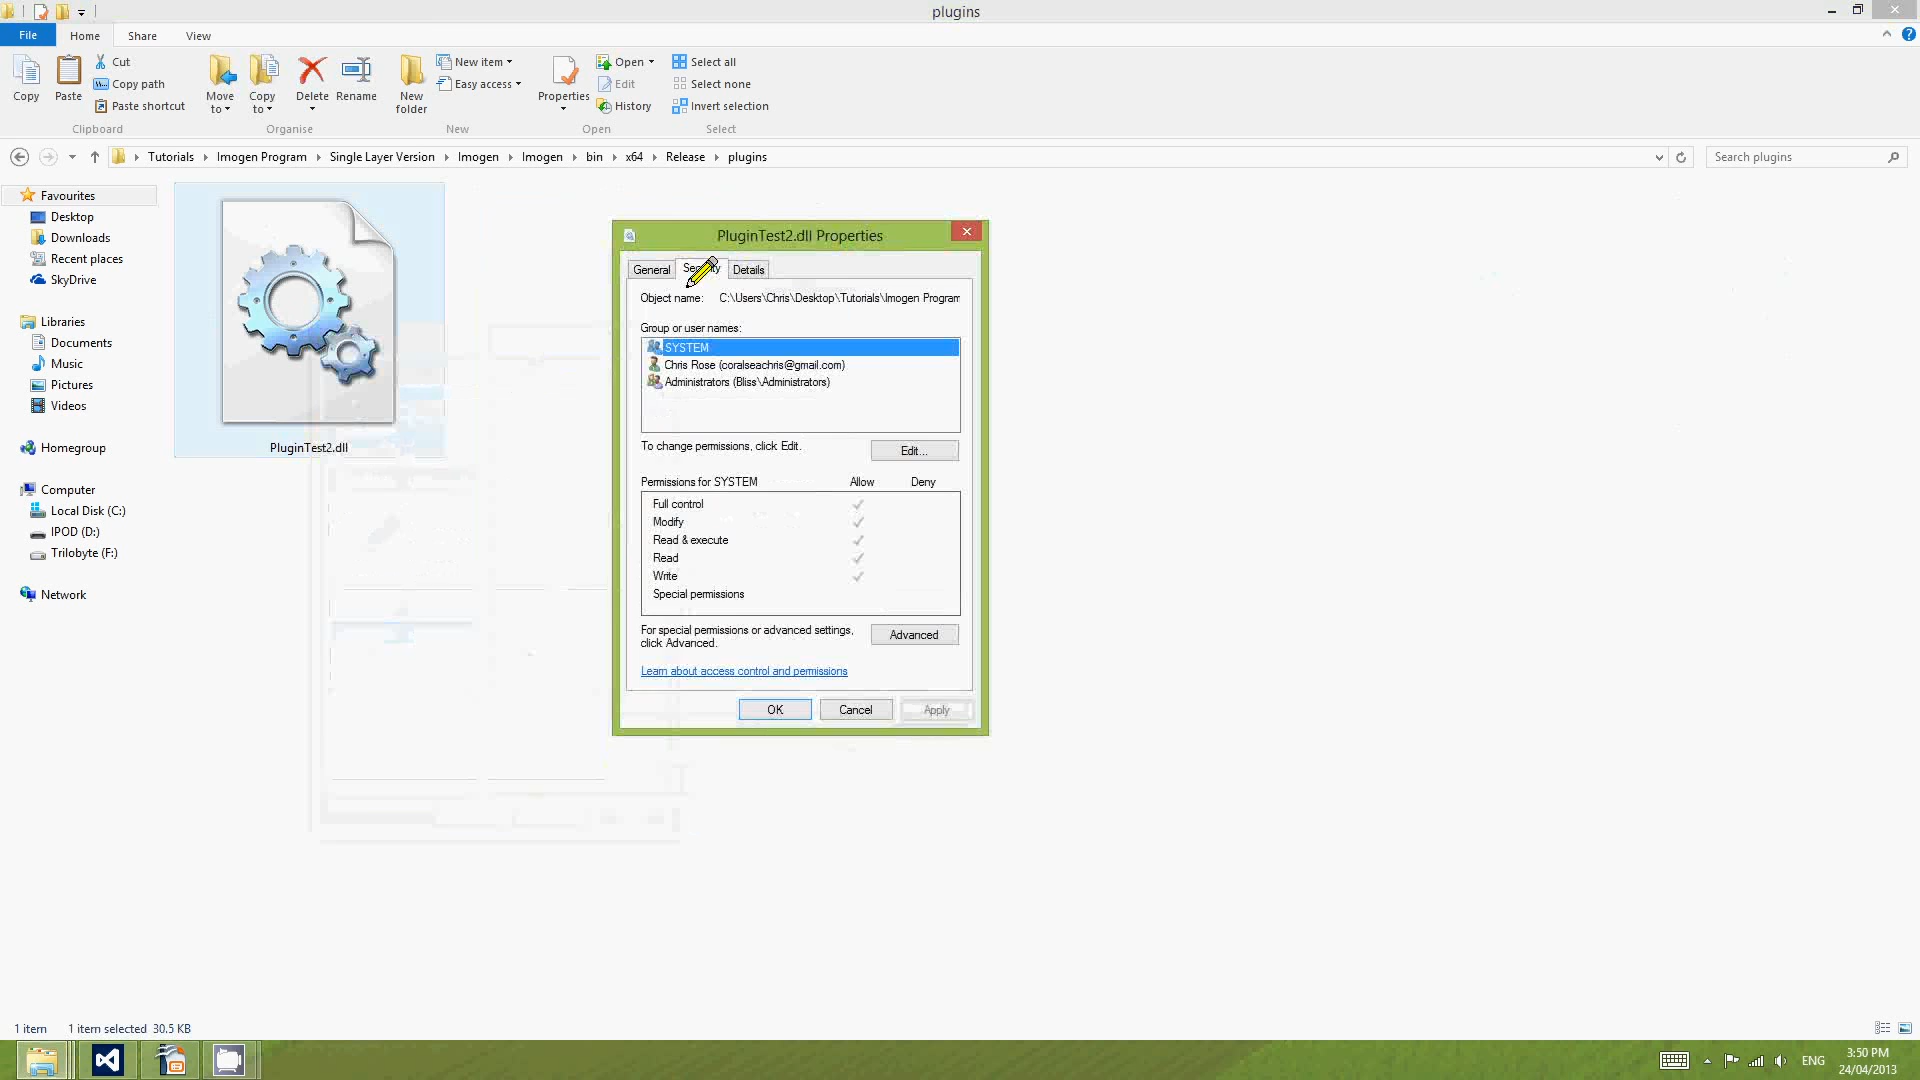 plugins
File Home Share View
Copy
Paste
Cut
Copy path
Paste shortcut
Clipboard
Move to
Copy to
Delete
Rename
Organise
New folder
New item
Easy access
New
Properties
Open
Edit
History
Open
Select all
Select none
Invert selection
Select
Tutorials Imogen Program Single Layer Version Imogen Imogen bin x64 Release plugins
Search plugins
Favourites
Desktop
Downloads
Recent places
SkyDrive
Libraries
Documents
Music
Pictures
Videos
Homegroup
Computer
Local Disk (C:)
IPOD (D:)
Trilobyte (F:)
Network
PluginTest2.dll
PluginTest2.dll Properties
General Security Details
Object name: C:\Users\Chris\Desktop\Tutorials\Imogen Program
Group or user names:
SYSTEM
Chris Rose (coralseachris@gmail.com)
Administrators (Bliss\Administrators)
To change permissions, click Edit.
Edit...
Permissions for SYSTEM Allow Deny
Full control
Modify
Read & execute
Read
Write
Special permissions
For special permissions or advanced settings,
click Advanced.
Advanced
Learn about access control and permissions
OK Cancel Apply
1 item 1 item selected 30.5 KB
ENG
3:50 PM
24/04/2013